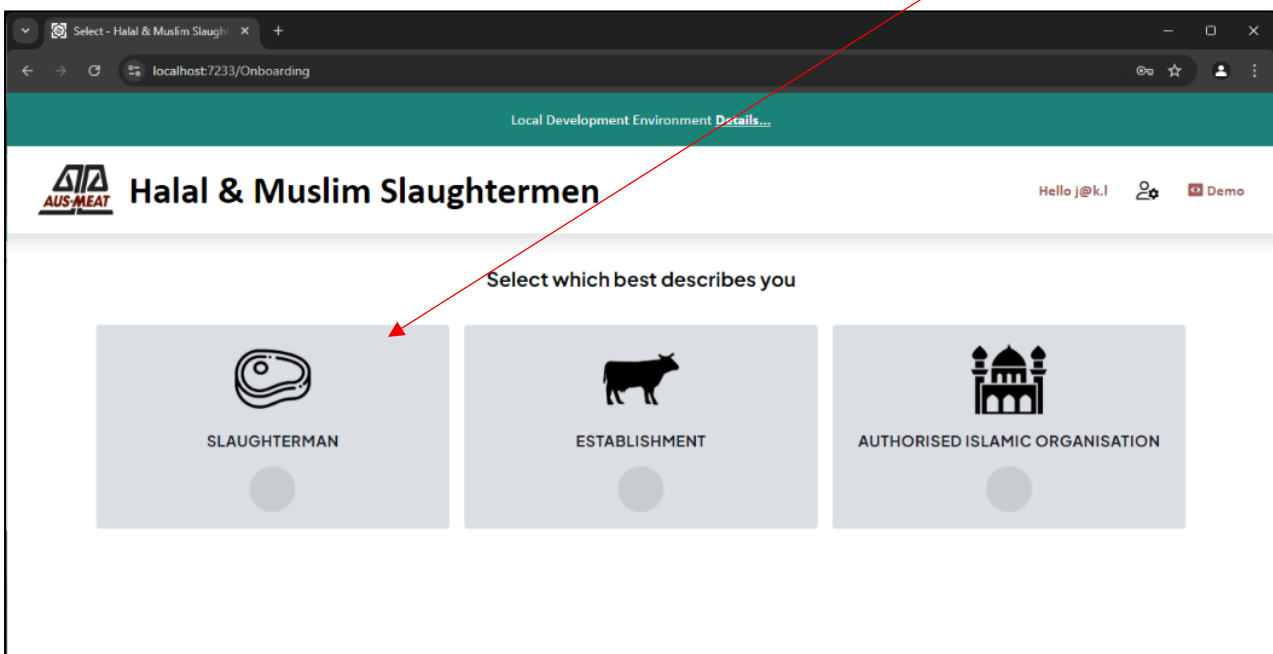 Select - Halal & Muslim Slaugh
localhost:7233/Onboarding
Local Development Environment Details...
AUS-MEAT
Halal & Muslim Slaughtermen
Hello j@k.l
Demo
Select which best describes you
SLAUGHTERMAN
ESTABLISHMENT
AUTHORISED ISLAMIC ORGANISATION